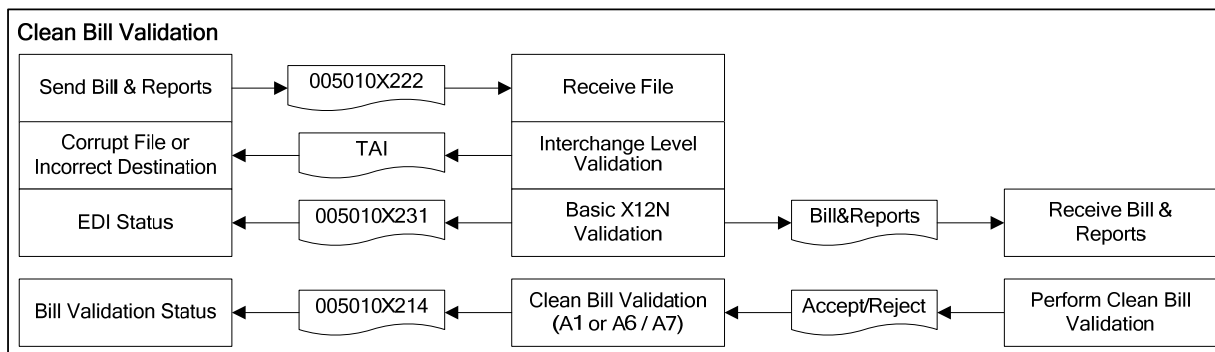 Clean Bill Validation
Send Bill & Reports
005010X222
Receive File
Corrupt File or
Incorrect Destination
TAI
Interchange Level
Validation
EDI Status
005010X231
Basic X12N
Validation
Bill&Reports
Receive Bill &
Reports
Bill Validation Status
005010X214
Clean Bill Validation
(A1 or A6 / A7)
Accept/Reject
Perform Clean Bill
Validation